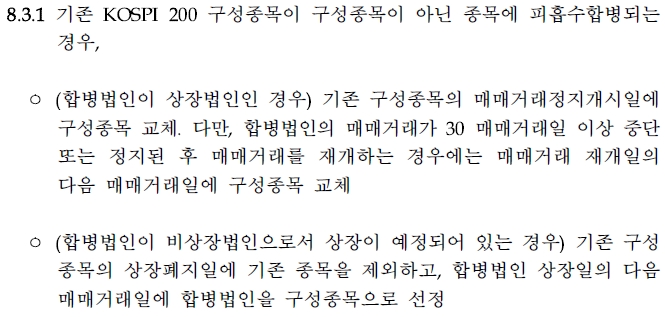 8.3.1 기존 KOSPI 200 구성종목이 구성종목이 아닌 종목에 피흡수합병되는
경우,
○ (합병법인이 상장법인인 경우) 기존 구성종목의 매매거래정지개시일에
구성종목 교체. 다만, 합병법인의 매매거래가 30 매매거래일 이상 중단
또는 정지된 후 매매거래를 재개하는 경우에는 매매거래 재개일의
다음 매매거래일에 구성종목 교체
○ (합병법인이 비상장법인으로서 상장이 예정되어 있는 경우) 기존 구성
종목의 상장폐지일에 기존 종목을 제외하고, 합병법인 상장일의 다음
매매거래일에 합병법인을 구성종목으로 선정